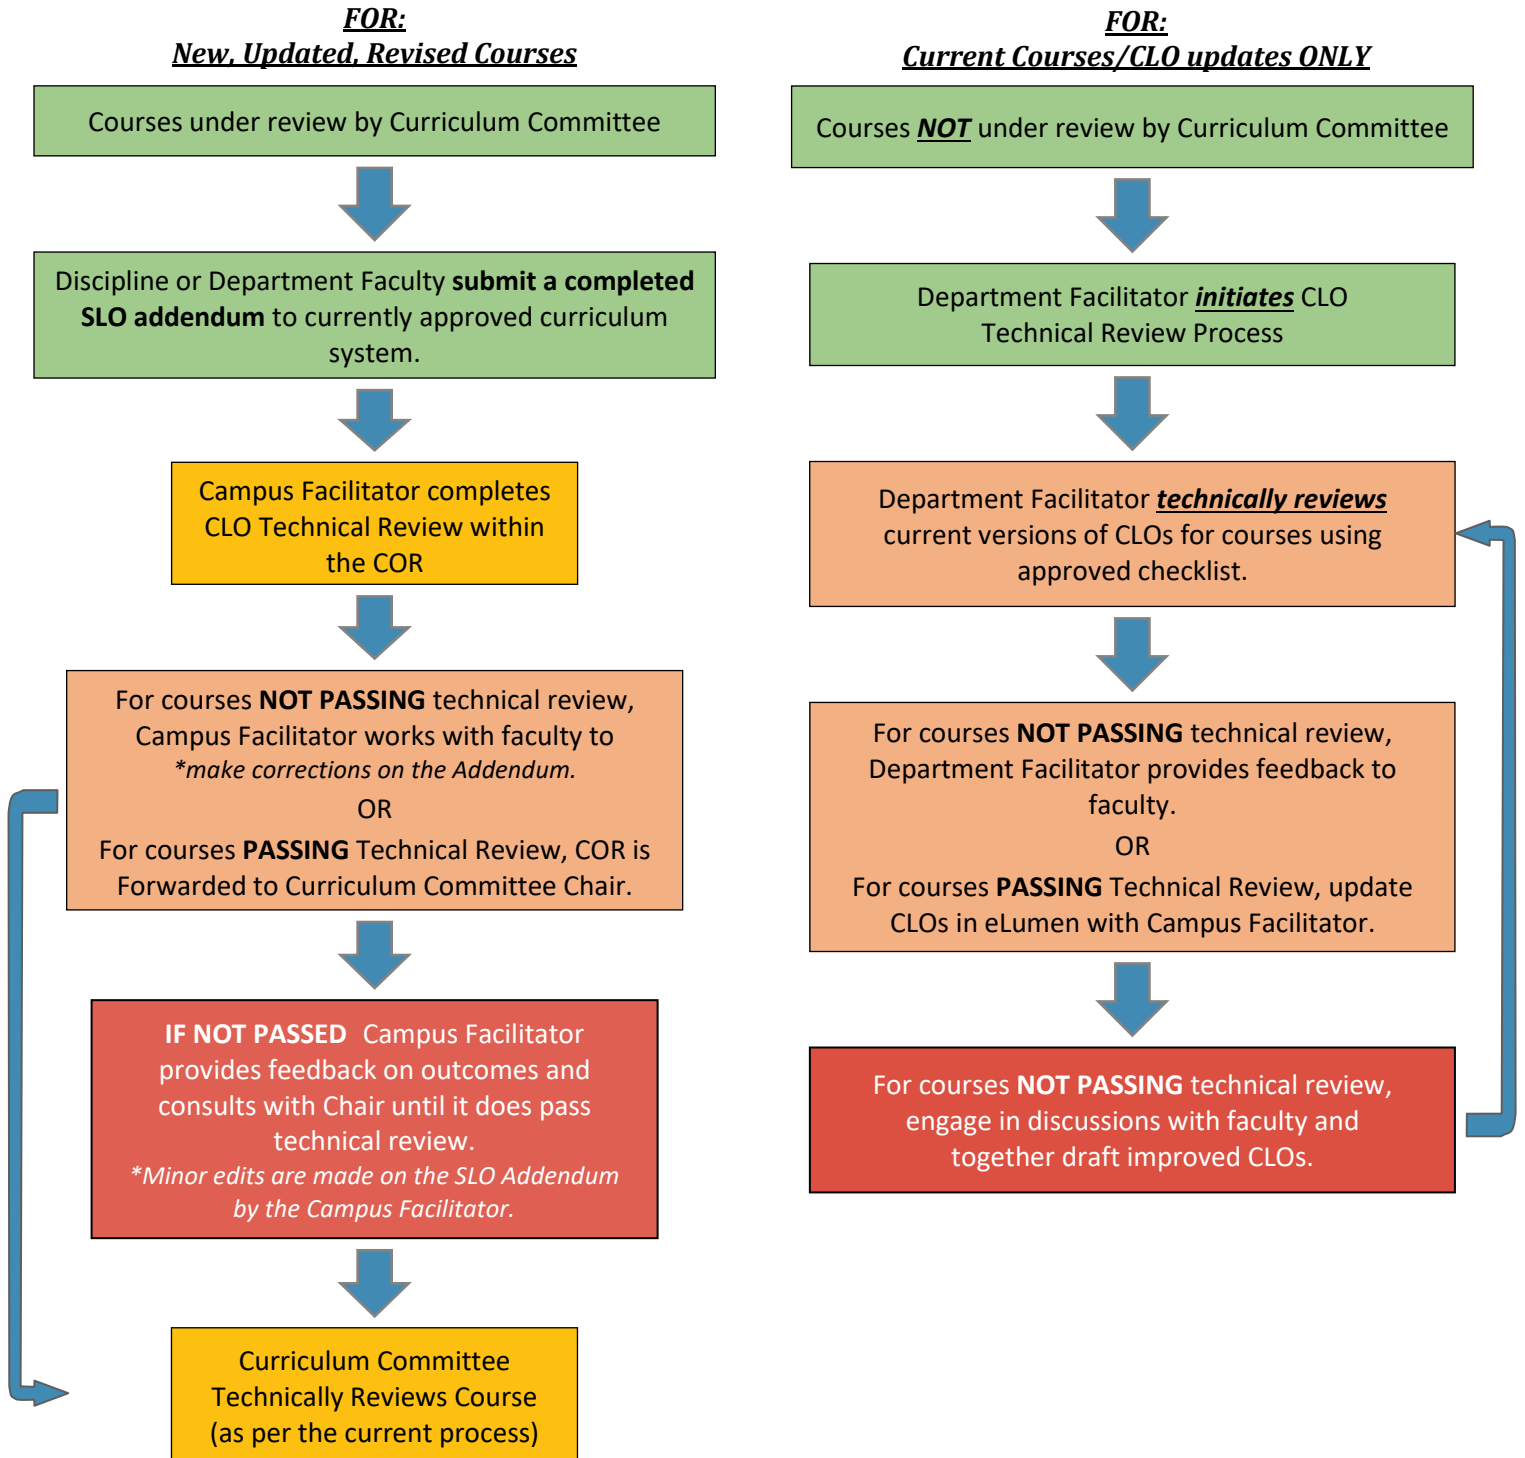 FOR:
New, Updated, Revised Courses
Courses under review by Curriculum Committee
Discipline or Department Faculty submit a completed
SLO addendum to currently approved curriculum
system.
Campus Facilitator completes
CLO Technical Review within
the COR
For courses NOT PASSING technical review,
Campus Facilitator works with faculty to
*make corrections on the Addendum.
OR
For courses PASSING Technical Review, COR is
Forwarded to Curriculum Committee Chair.
IF NOT PASSED Campus Facilitator
provides feedback on outcomes and
consults with Chair until it does pass
technical review.
*Minor edits are made on the SLO Addendum
by the Campus Facilitator.
Curriculum Committee
Technically Reviews Course
(as per the current process)
FOR:
Current Courses/CLO updates ONLY
Courses NOT under review by Curriculum Committee
Department Facilitator initiates CLO
Technical Review Process
Department Facilitator technically reviews
current versions of CLOs for courses using
approved checklist.
For courses NOT PASSING technical review,
Department Facilitator provides feedback to
faculty.
OR
For courses PASSING Technical Review, update
CLOs in eLumen with Campus Facilitator.
For courses NOT PASSING technical review,
engage in discussions with faculty and
together draft improved CLOs.